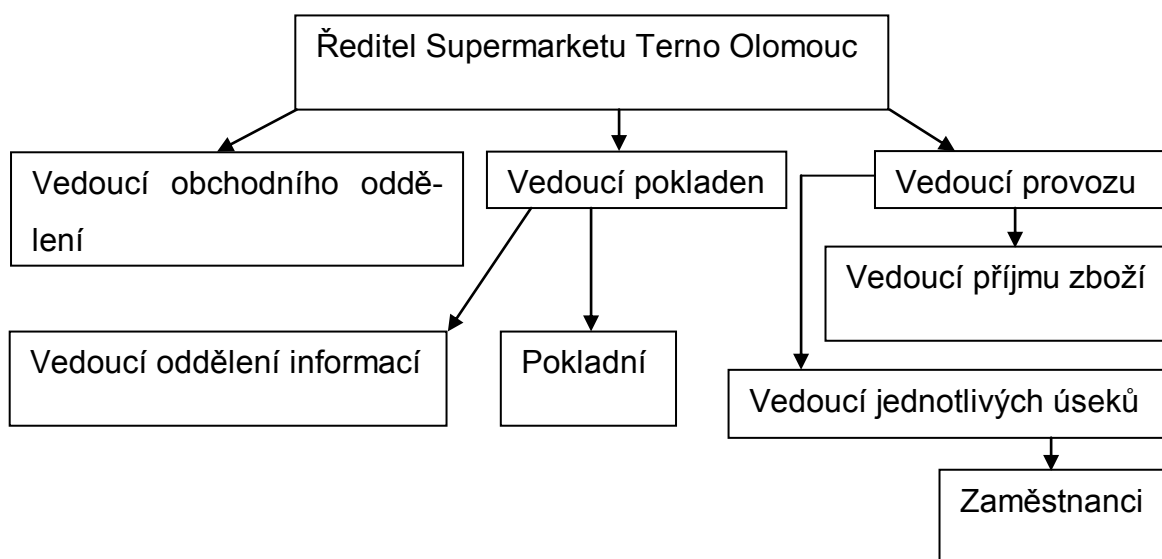 Ředitel Supermarketu Terno Olomouc
Vedoucí obchodního oddě-
lení
Vedoucí pokladen
Vedoucí provozu
Vedoucí příjmu zboží
Vedoucí oddělení informací
Pokladní
Vedoucí jednotlivých úseků
Zaměstnanci